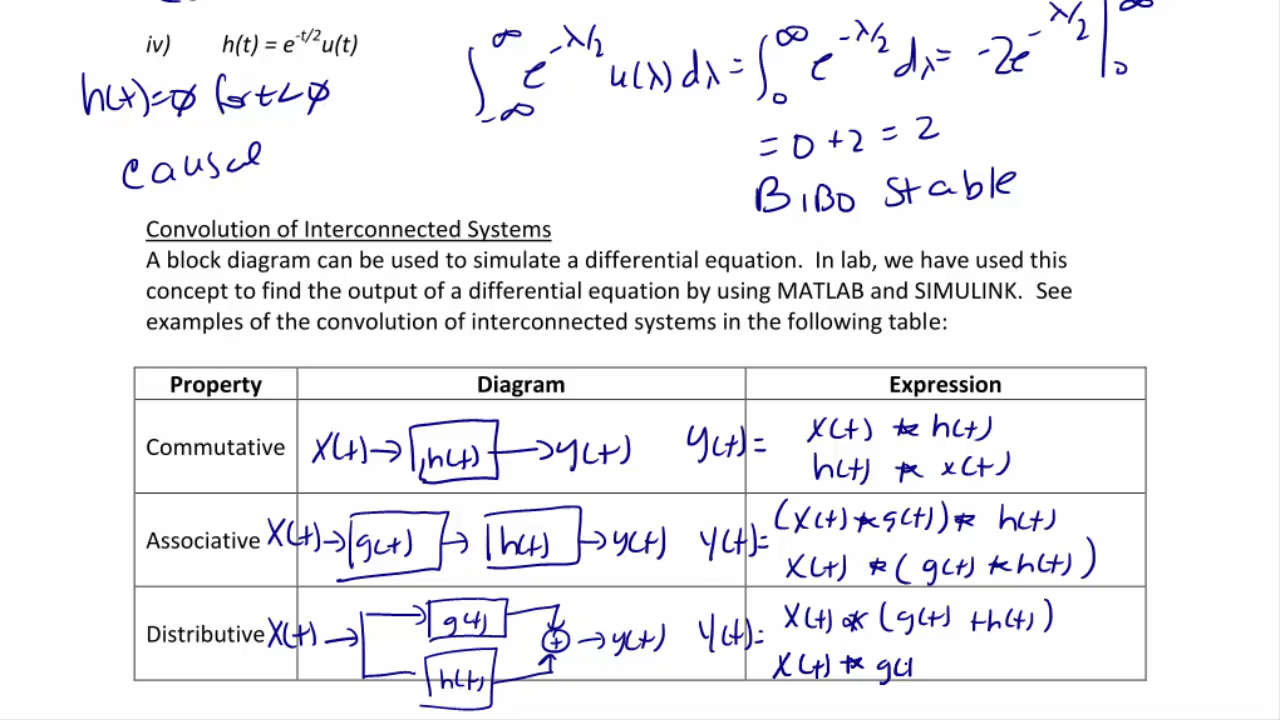 iv) h(t) = e^{-t/2}u(t)
∫_{-∞}^{∞} e^{-λ/2} u(λ) dλ = ∫_{0}^{∞} e^{-λ/2} dλ = -2e^{-λ/2} |_{0}^{∞}
h(t)=0 for t<0
= 0 + 2 = 2
causal
BIBO Stable
Convolution of Interconnected Systems
A block diagram can be used to simulate a differential equation. In lab, we have used this
concept to find the output of a differential equation by using MATLAB and SIMULINK. See
examples of the convolution of interconnected systems in the following table:
Property Diagram Expression
Commutative x(t) → h(t) → y(t) y(t) = x(t) * h(t)
h(t) * x(t)
Associative x(t) → g(t) → h(t) → y(t) y(t) = (x(t) * g(t)) * h(t)
x(t) * (g(t) * h(t))
Distributive x(t) → g(t) h(t) + → y(t) y(t) = x(t) * (g(t) + h(t))
x(t) * g(